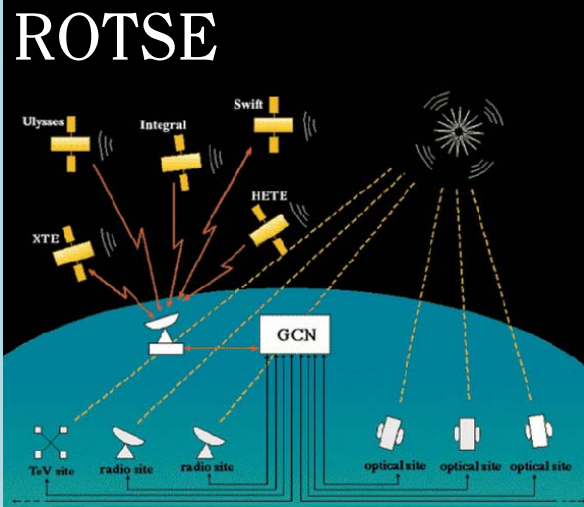 ROTSE
Swift
Ulysses
Integral
HETE
XTE
GCN
TeV site
radio site
radio site
optical site
optical site
optical site